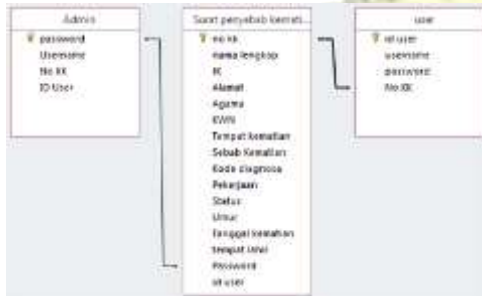 Admin
password
Username
No KK
ID User
Surat penyebab kemati...
no kk
nama lengkap
JK
Alamat
Agama
KWN
Tempat kematian
Sebab Kematian
Kode diagnosa
Pekerjaan
Status
Umur
Tanggal kematian
tempat lahir
Password
id user
user
id user
username
password
No KK